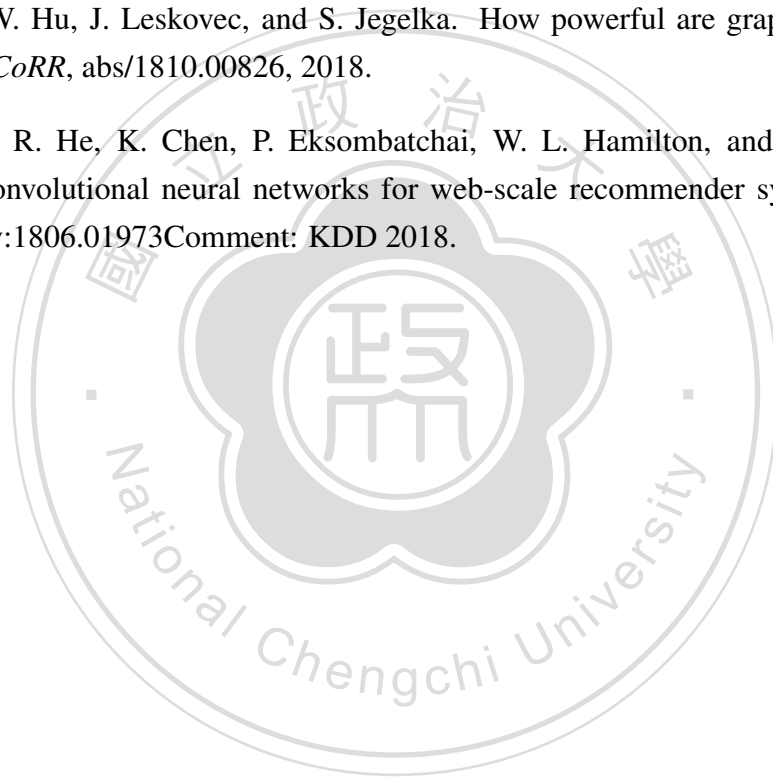 V. Hu, J. Leskovec, and S. Jegelka. How powerful are grap
CoRR, abs/1810.00826, 2018.
R. He, K. Chen, P. Eksombatchai, W. L. Hamilton, and
onvolutional neural networks for web-scale recommender sy
:1806.01973Comment: KDD 2018.
國立政治大學
政
National Chengchi University